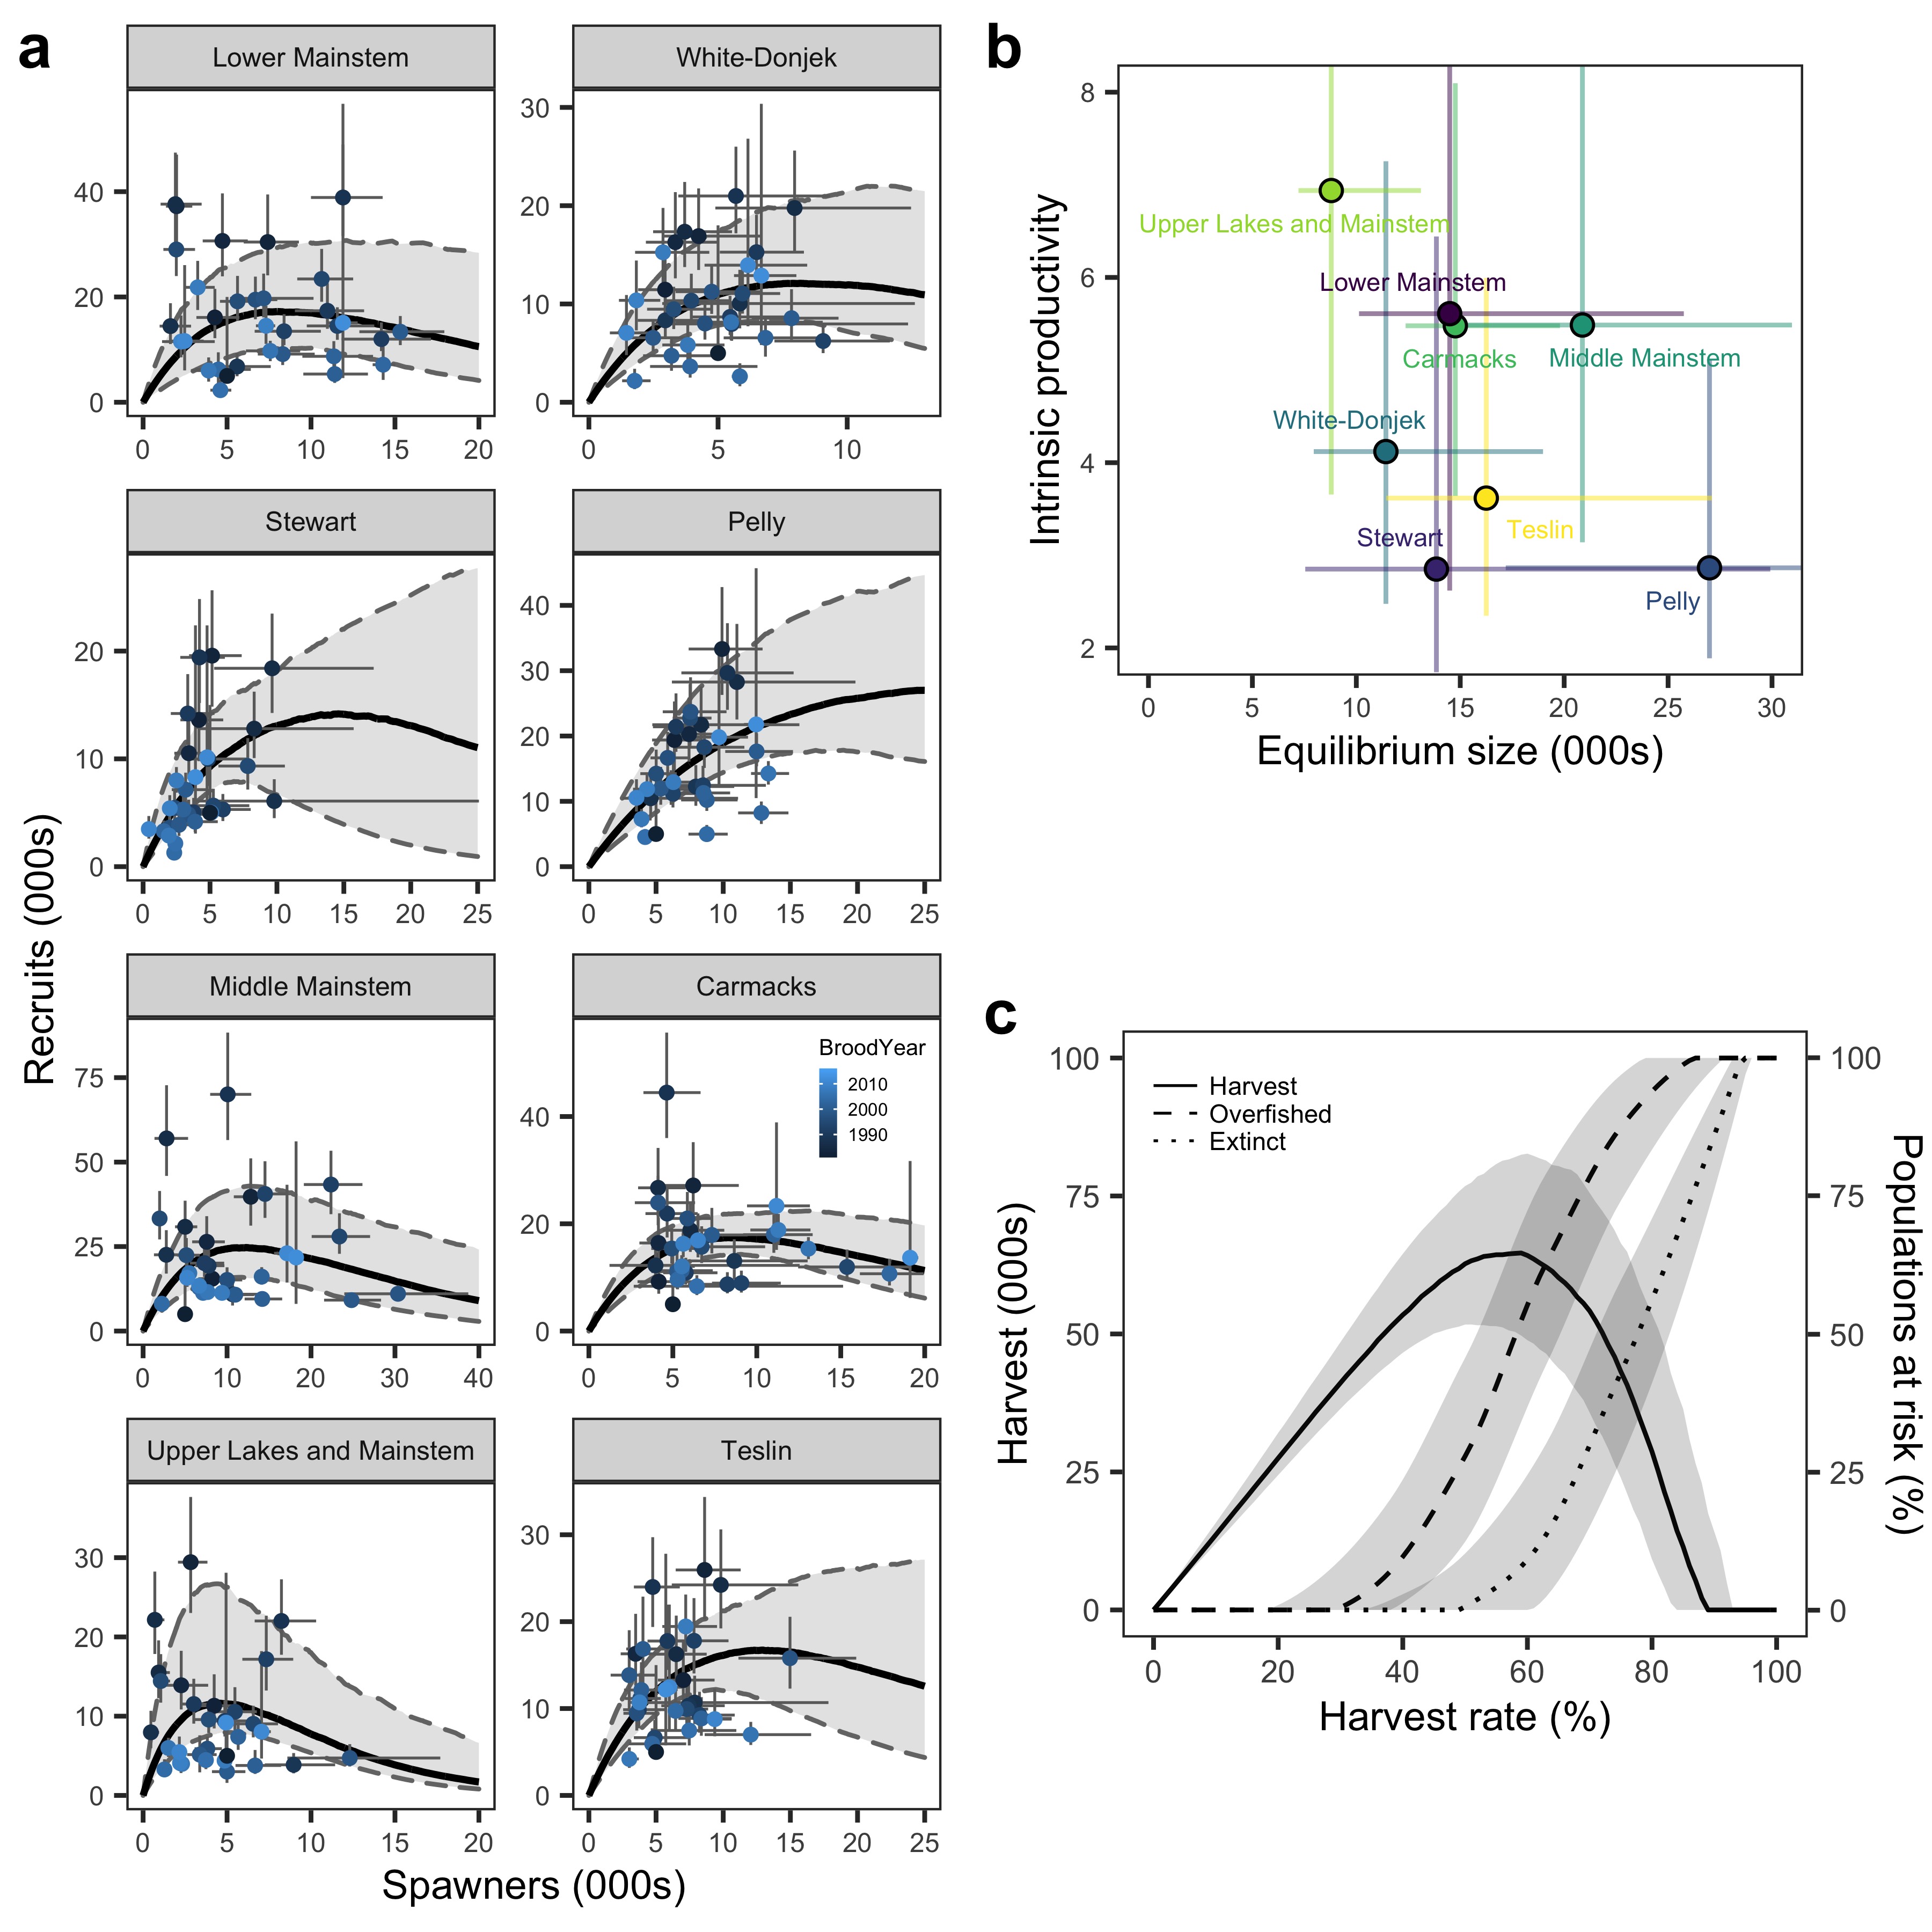 a
Recruits (000s)
Lower Mainstem
0
20
40
0 5 10 15 20
White-Donjek
0
10
20
30
0 5 10
Stewart
0
10
20
0 5 10 15 20 25
Pelly
0
10
20
30
40
0 5 10 15 20 25
Middle Mainstem
0
25
50
75
0 10 20 30 40
Carmacks
0
20
40
BroodYear
2010
2000
1990
0 5 10 15 20
Upper Lakes and Mainstem
0
10
20
30
0 5 10 15 20
Teslin
0
10
20
30
0 5 10 15 20 25
Spawners (000s)
b
Intrinsic productivity
8
6
4
2
Upper Lakes and Mainstem
Lower Mainstem
Carmacks
Middle Mainstem
White-Donjek
Teslin
Stewart
Pelly
0 5 10 15 20 25 30
Equilibrium size (000s)
c
Harvest (000s)
100
75
50
25
0
Harvest
Overfished
Extinct
100
75
50
25
0
Populations at risk (%)
0 20 40 60 80 100
Harvest rate (%)